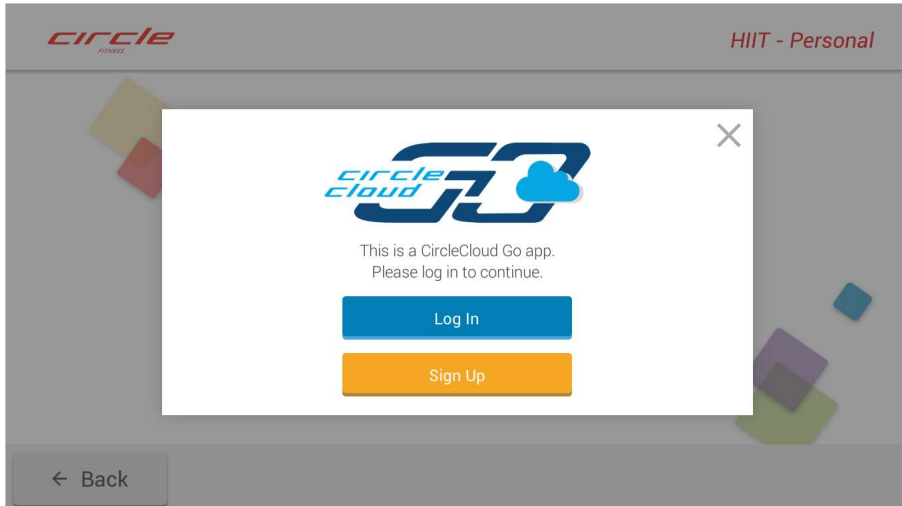 circle
FITNESS
HIIT - Personal
circle
cloud
GO
This is a CircleCloud Go app.
Please log in to continue.
Log In
Sign Up
← Back